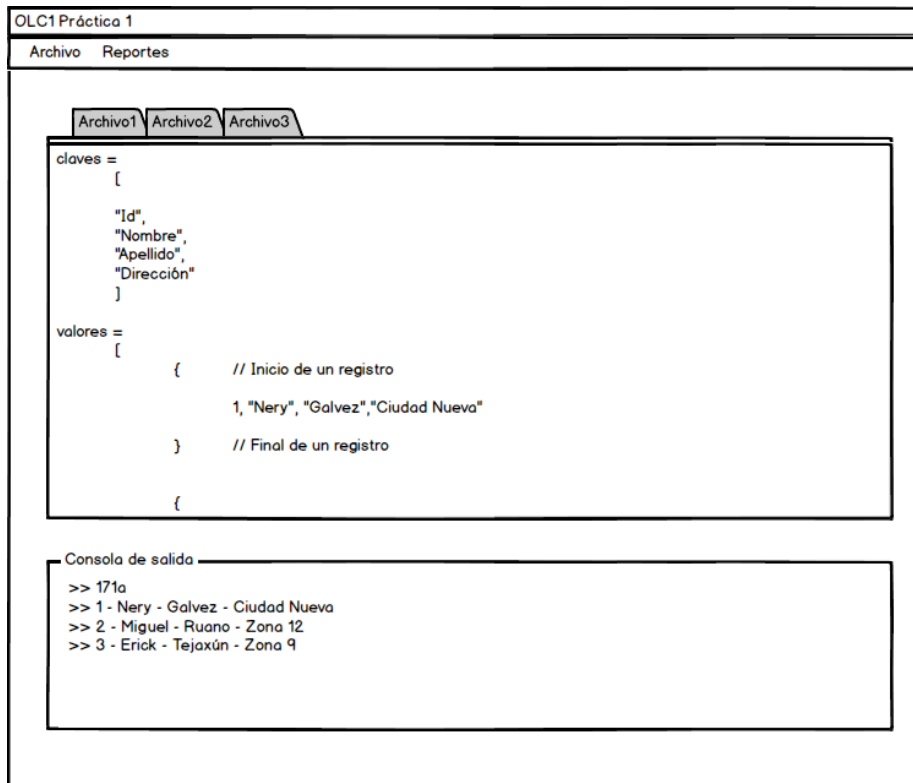 OLC1 Práctica 1
Archivo Reportes
Archivo1 Archivo2 Archivo3
claves =
[
"Id",
"Nombre",
"Apellido",
"Dirección"
]
valores =
[
{ // Inicio de un registro
1, "Nery", "Galvez","Ciudad Nueva"
} // Final de un registro
{
Consola de salida
>> 171a
>> 1 - Nery - Galvez - Ciudad Nueva
>> 2 - Miguel - Ruano - Zona 12
>> 3 - Erick - Tejaxún - Zona 9